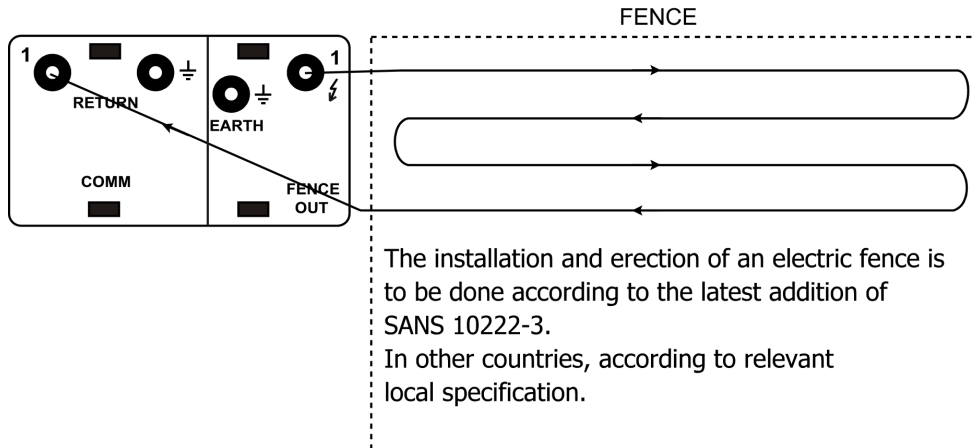 FENCE
1
1
RETURN
EARTH
COMM
FENCE
OUT
The installation and erection of an electric fence is
to be done according to the latest addition of
SANS 10222-3.
In other countries, according to relevant
local specification.